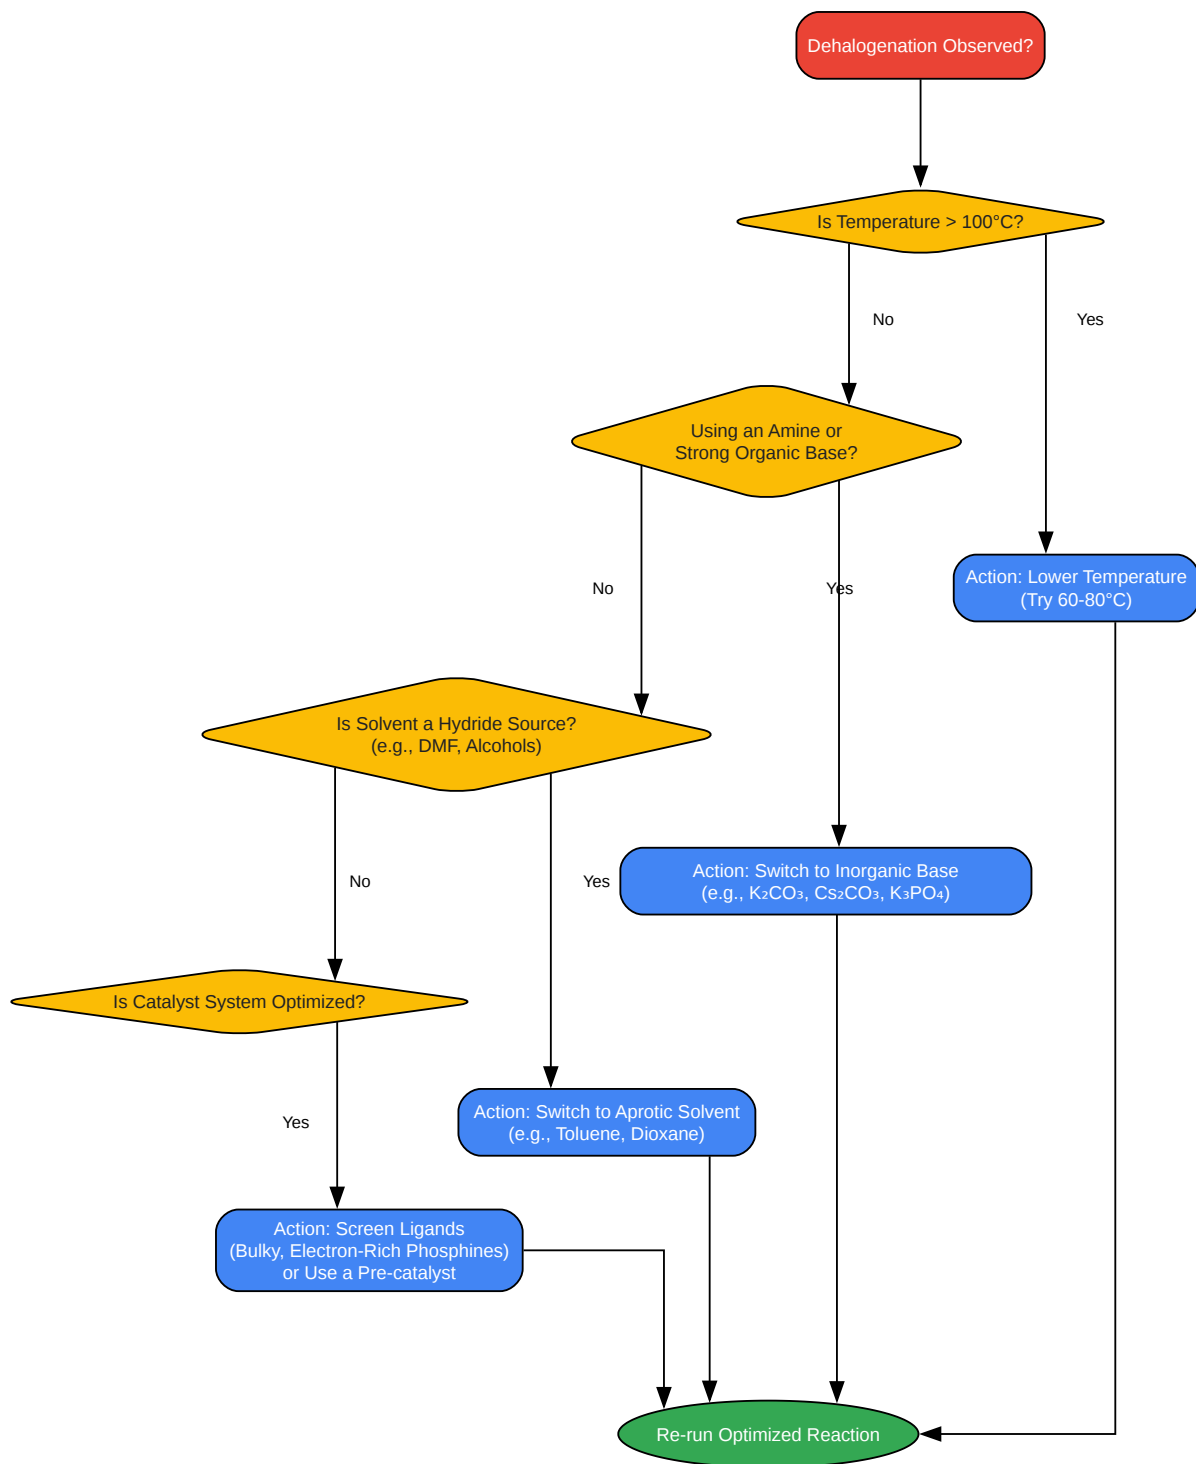 Dehalogenation Observed?
Is Temperature > 100°C?
No
Yes
Using an Amine or
Strong Organic Base?
No
Yes
Action: Lower Temperature
(Try 60-80°C)
Is Solvent a Hydride Source?
(e.g., DMF, Alcohols)
No
Yes
Action: Switch to Inorganic Base
(e.g., K₂CO₃, Cs₂CO₃, K₃PO₄)
Is Catalyst System Optimized?
Yes
Action: Switch to Aprotic Solvent
(e.g., Toluene, Dioxane)
Action: Screen Ligands
(Bulky, Electron-Rich Phosphines)
or Use a Pre-catalyst
Re-run Optimized Reaction